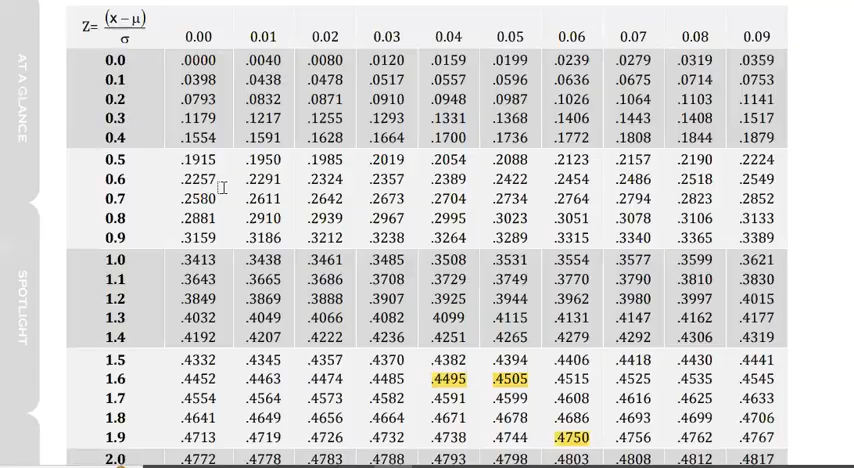 Z= (x – μ) 0.00 0.01 0.02 0.03 0.04 0.05 0.06 0.07 0.08 0.09
σ
0.0 .0000 .0040 .0080 .0120 .0159 .0199 .0239 .0279 .0319 .0359
0.1 .0398 .0438 .0478 .0517 .0557 .0596 .0636 .0675 .0714 .0753
0.2 .0793 .0832 .0871 .0910 .0948 .0987 .1026 .1064 .1103 .1141
0.3 .1179 .1217 .1255 .1293 .1331 .1368 .1406 .1443 .1408 .1517
0.4 .1554 .1591 .1628 .1664 .1700 .1736 .1772 .1808 .1844 .1879
0.5 .1915 .1950 .1985 .2019 .2054 .2088 .2123 .2157 .2190 .2224
0.6 .2257 .2291 .2324 .2357 .2389 .2422 .2454 .2486 .2518 .2549
0.7 .2580 .2611 .2642 .2673 .2704 .2734 .2764 .2794 .2823 .2852
0.8 .2881 .2910 .2939 .2967 .2995 .3023 .3051 .3078 .3106 .3133
0.9 .3159 .3186 .3212 .3238 .3264 .3289 .3315 .3340 .3365 .3389
1.0 .3413 .3438 .3461 .3485 .3508 .3531 .3554 .3577 .3599 .3621
1.1 .3643 .3665 .3686 .3708 .3729 .3749 .3770 .3790 .3810 .3830
1.2 .3849 .3869 .3888 .3907 .3925 .3944 .3962 .3980 .3997 .4015
1.3 .4032 .4049 .4066 .4082 4099 .4115 .4131 .4147 .4162 .4177
1.4 .4192 .4207 .4222 .4236 .4251 .4265 .4279 .4292 .4306 .4319
1.5 .4332 .4345 .4357 .4370 .4382 .4394 .4406 .4418 .4430 .4441
1.6 .4452 .4463 .4474 .4485 .4495 .4505 .4515 .4525 .4535 .4545
1.7 .4554 .4564 .4573 .4582 .4591 .4599 .4608 .4616 .4625 .4633
1.8 .4641 .4649 .4656 .4664 .4671 .4678 .4686 .4693 .4699 .4706
1.9 .4713 .4719 .4726 .4732 .4738 .4744 .4750 .4756 .4762 .4767
2.0 .4772 .4778 .4783 .4788 .4793 .4798 .4803 .4808 .4812 .4817
AT A GLANCE
SPOTLIGHT